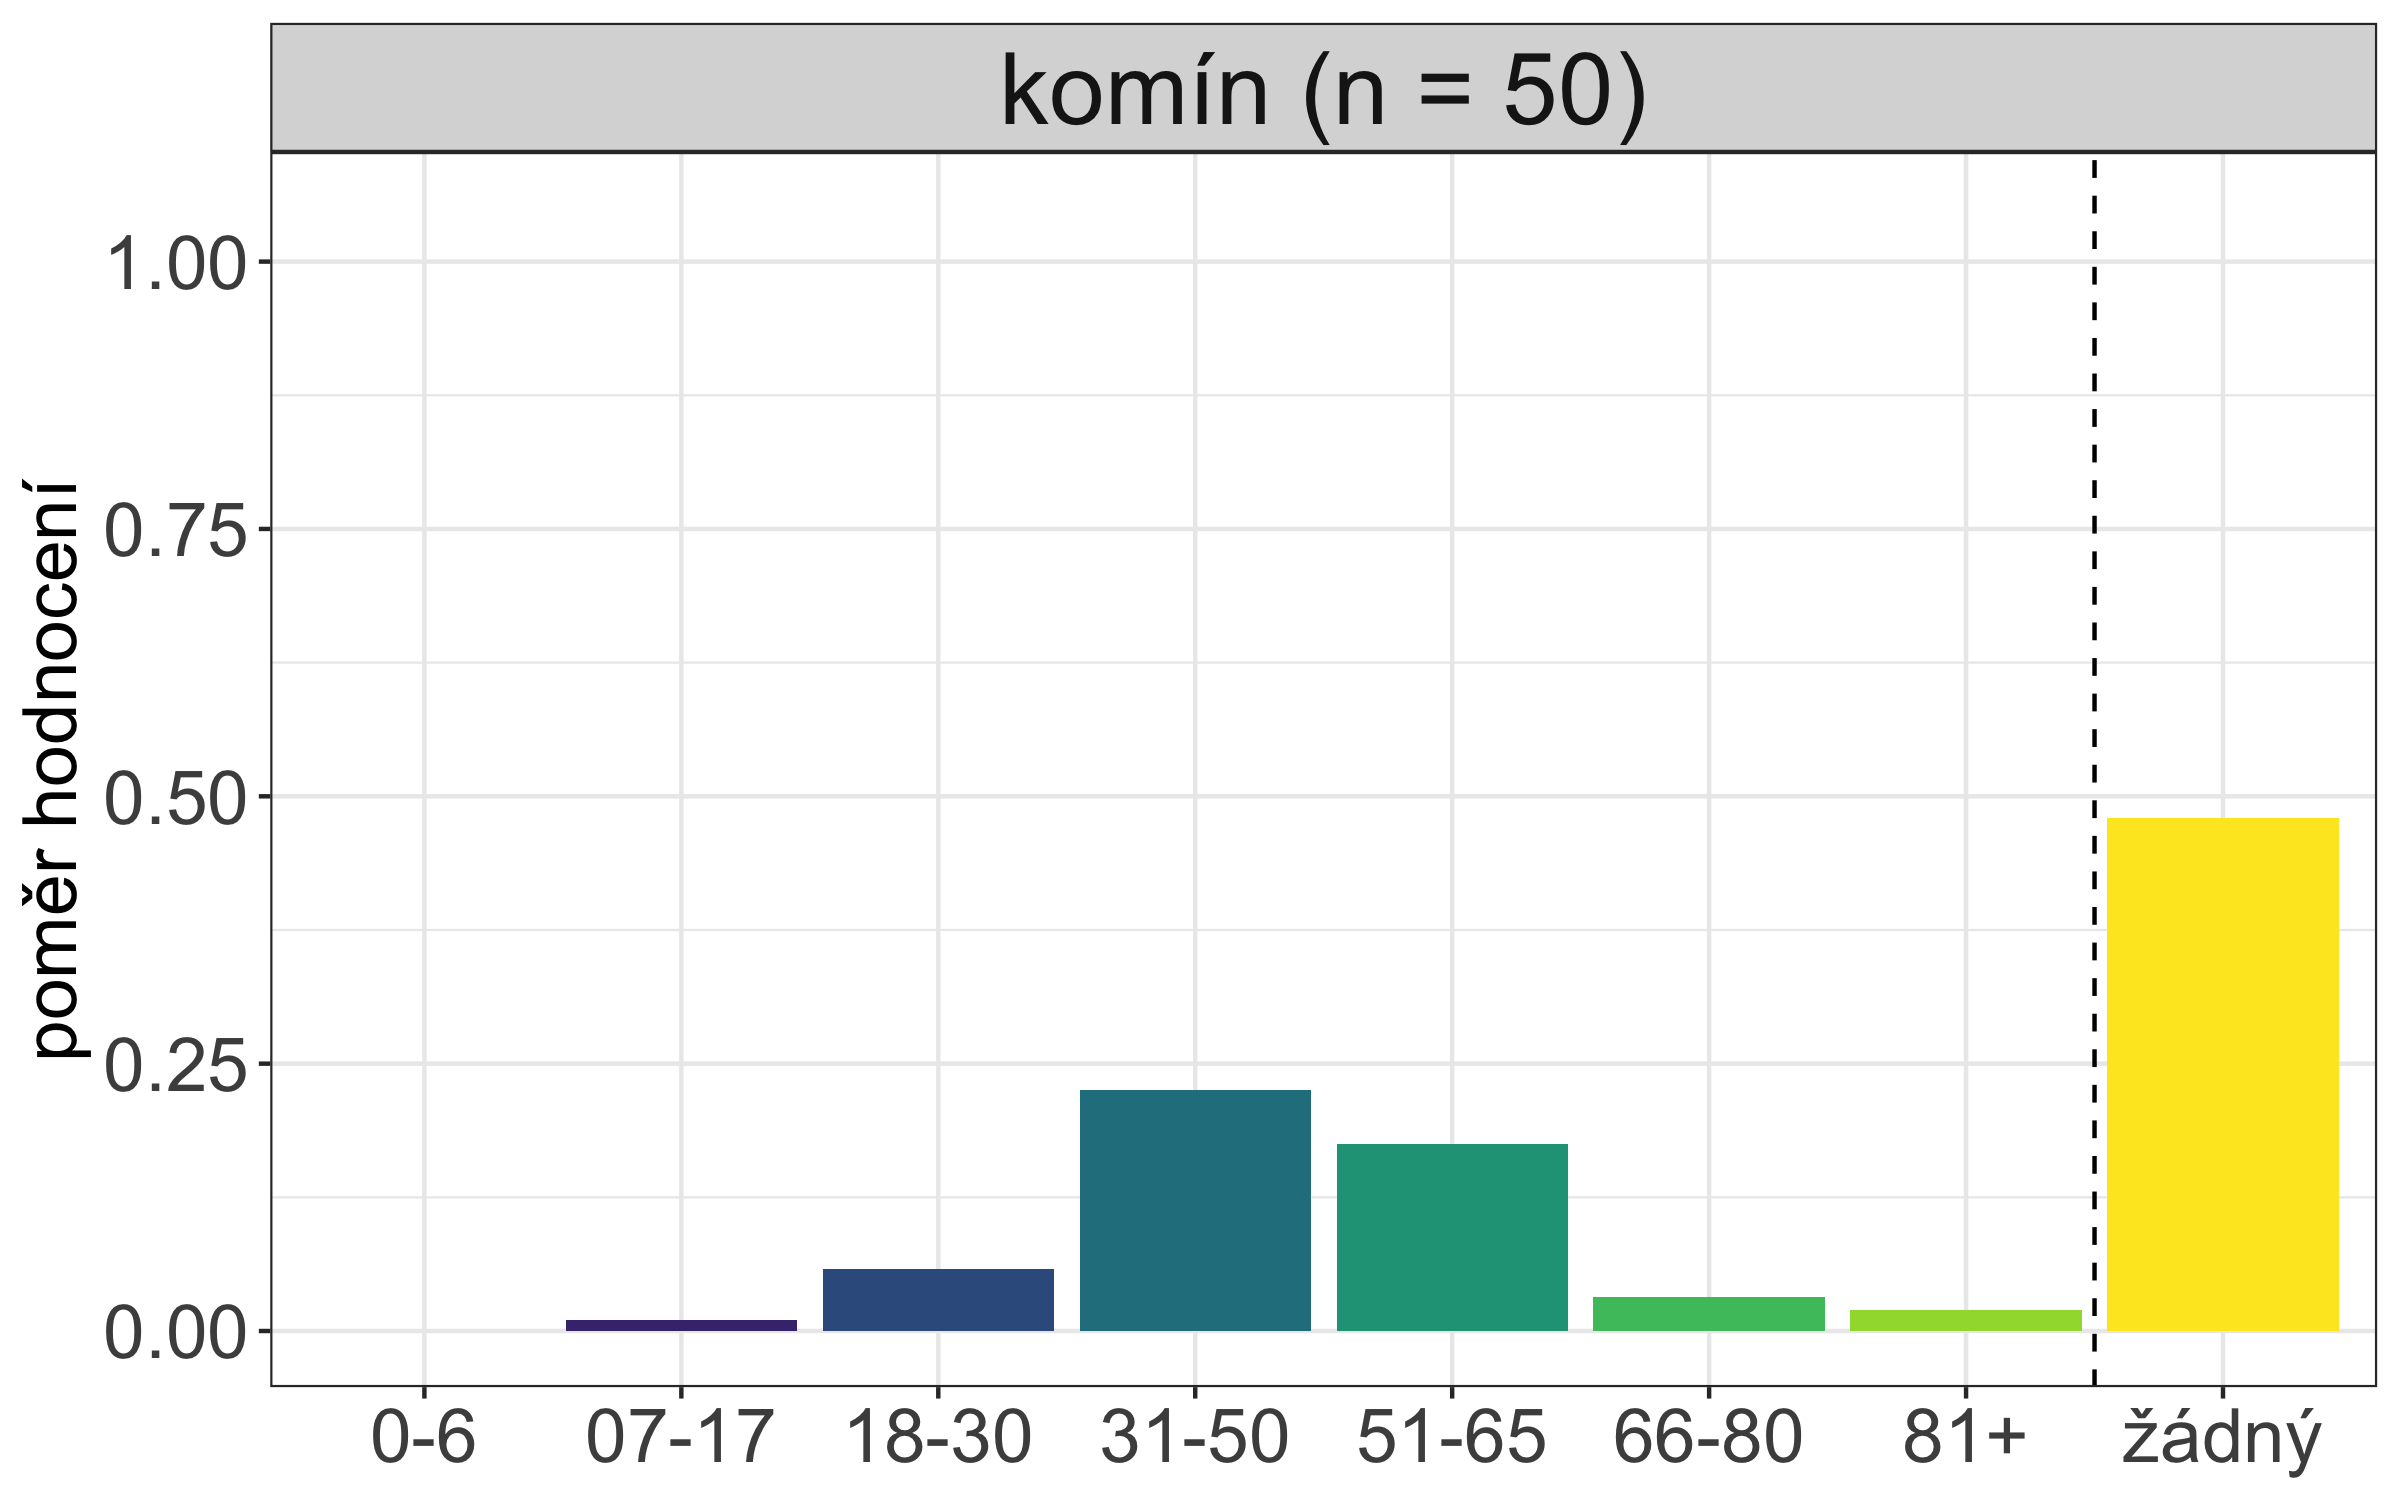 komín (n = 50)
poměr hodnocení
1.00
0.75
0.50
0.25
0.00
0-6 07-17 18-30 31-50 51-65 66-80 81+ žádný